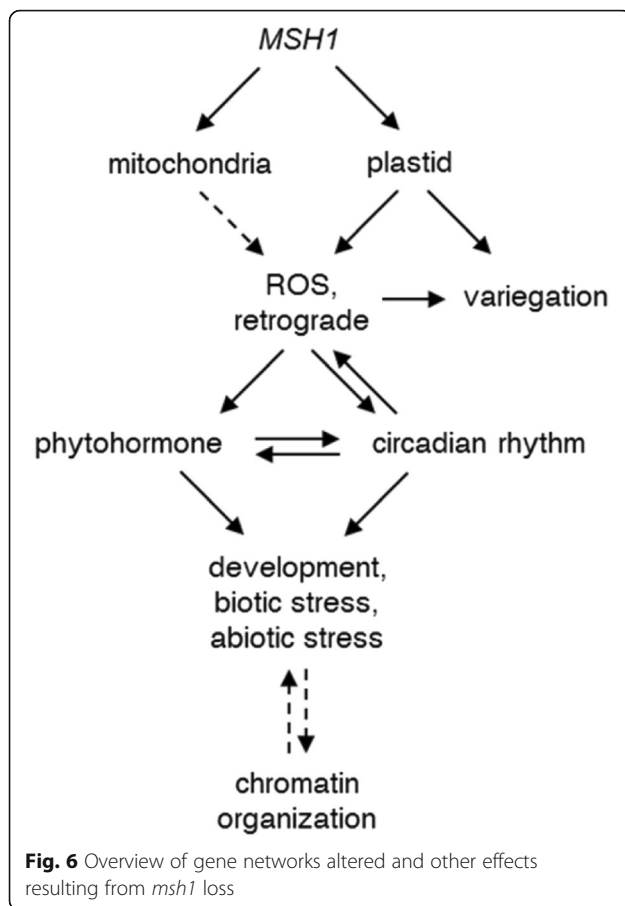 MSH1
mitochondria plastid
ROS,
retrograde
variegation
phytohormone circadian rhythm
development,
biotic stress,
abiotic stress
chromatin
organization
Fig. 6 Overview of gene networks altered and other effects
resulting from msh1 loss